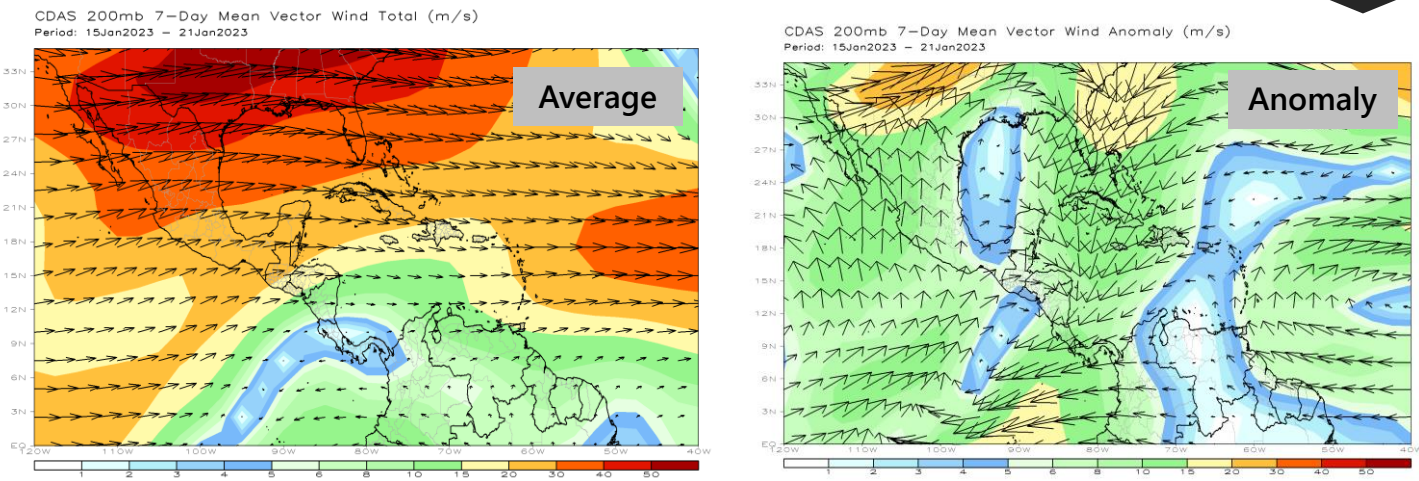 CDAS 200mb 7-Day Mean Vector Wind Total (m/s)
Period: 15Jan2023 - 21Jan2023
Average
33N
30N
27N
24N
21N
18N
15N
12N
9N
6N
3N
EQ
120W 110W 100W 90W 80W 70W 60W 50W 40W
1 2 3 4 5 6 8 10 15 20 30 40 50
CDAS 200mb 7-Day Mean Vector Wind Anomaly (m/s)
Period: 15Jan2023 - 21Jan2023
Anomaly
33N
30N
27N
24N
21N
18N
15N
12N
9N
6N
3N
EQ
120W 110W 100W 90W 80W 70W 60W 50W 40W
1 2 3 4 5 6 8 10 15 20 30 40 50